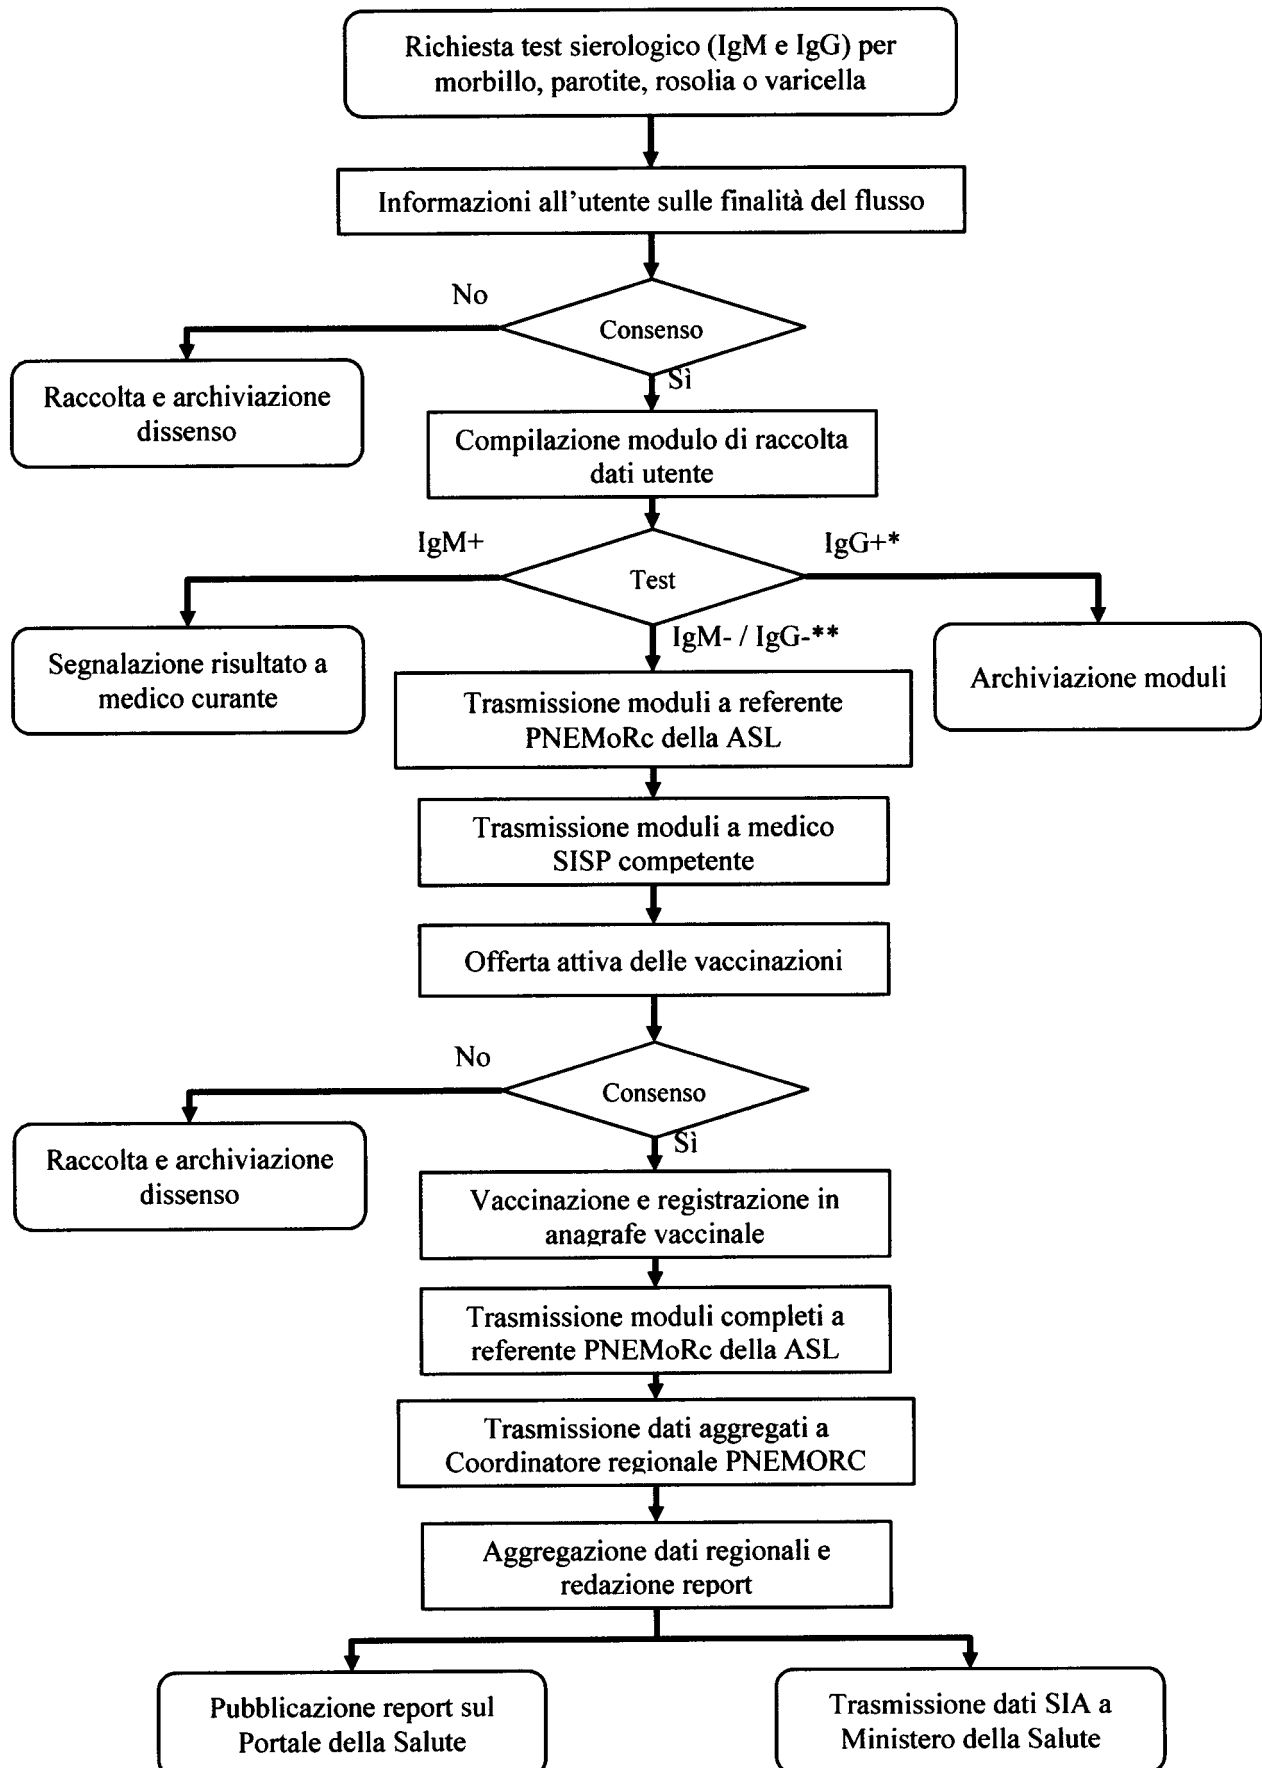 Richiesta test sierologico (IgM e IgG) per
morbillo, parotite, rosolia o varicella
Informazioni all'utente sulle finalità del flusso
No
Consenso
Sì
Raccolta e archiviazione
dissenso
Compilazione modulo di raccolta
dati utente
IgM+
IgG+*
Test
IgM- / IgG-**
Segnalazione risultato a
medico curante
Archiviazione moduli
Trasmissione moduli a referente
PNEMoRc della ASL
Trasmissione moduli a medico
SISP competente
Offerta attiva delle vaccinazioni
No
Consenso
Sì
Raccolta e archiviazione
dissenso
Vaccinazione e registrazione in
anagrafe vaccinale
Trasmissione moduli completi a
referente PNEMoRc della ASL
Trasmissione dati aggregati a
Coordinatore regionale PNEMORC
Aggregazione dati regionali e
redazione report
Pubblicazione report sul
Portale della Salute
Trasmissione dati SIA a
Ministero della Salute